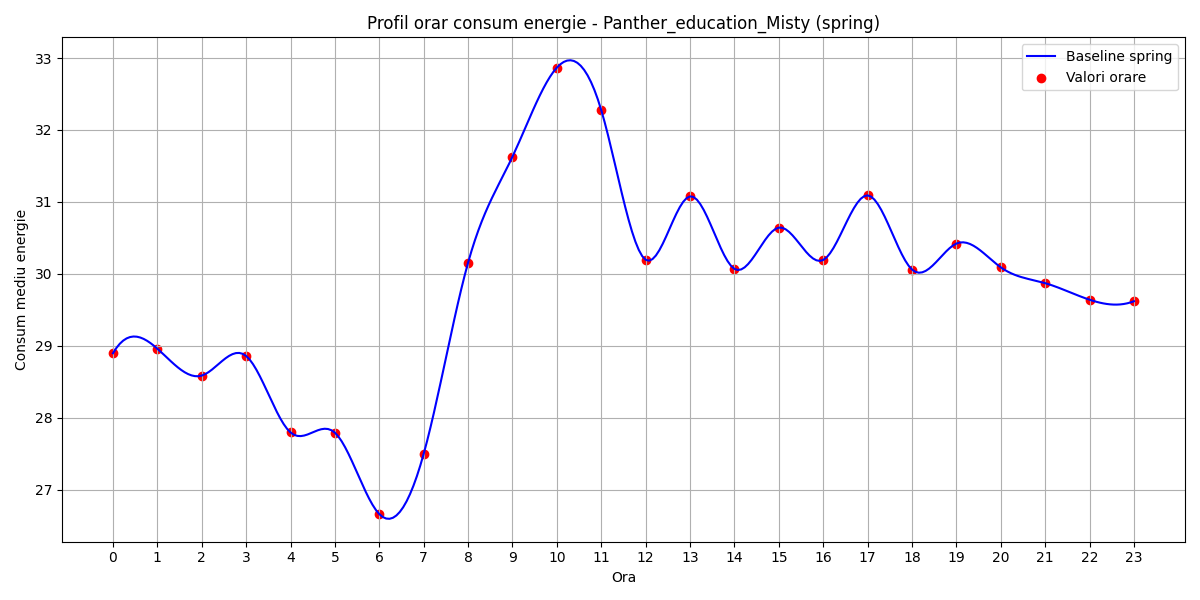 Profil orar consum energie - Panther_education_Misty (spring)
Baseline spring
Valori orare
Consum mediu energie
33
32
31
30
29
28
27
0 1 2 3 4 5 6 7 8 9 10 11 12 13 14 15 16 17 18 19 20 21 22 23
Ora